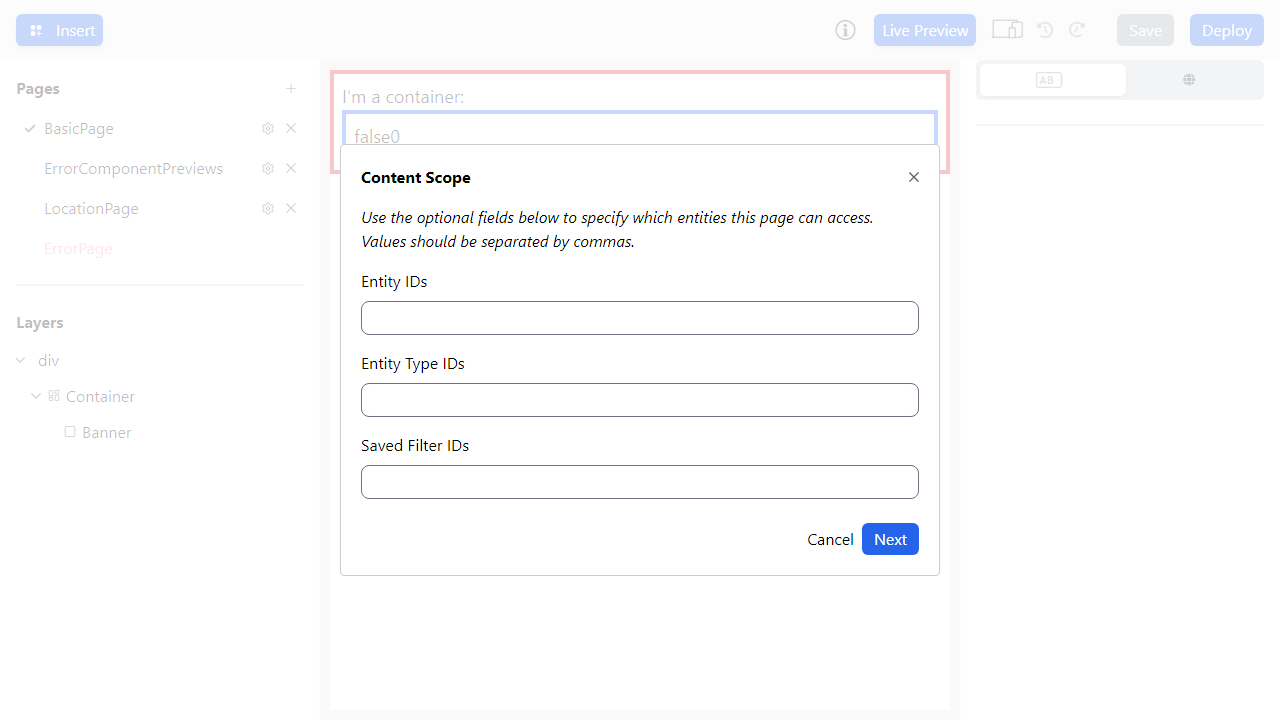 Insert
Live Preview
Save
Deploy
Pages
BasicPage
ErrorComponentPreviews
LocationPage
ErrorPage
Layers
div
Container
Banner
I'm a container:
false0
Content Scope
Use the optional fields below to specify which entities this page can access.
Values should be separated by commas.
Entity IDs
Entity Type IDs
Saved Filter IDs
Cancel
Next
AB